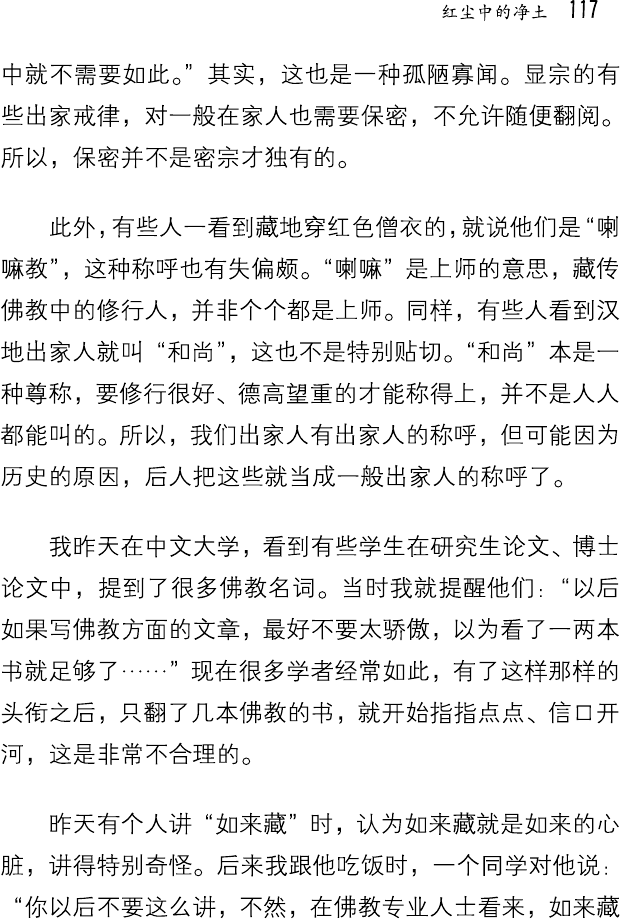 红尘中的净土 117
中就不需要如此。”其实，这也是一种孤陋寡闻。显宗的有
些出家戒律，对一般在家人也需要保密，不允许随便翻阅。
所以，保密并不是密宗才独有的。
此外，有些人一看到藏地穿红色僧衣的，就说他们是“喇
嘛教”，这种称呼也有失偏颇。“喇嘛”是上师的意思，藏传
佛教中的修行人，并非个个都是上师。同样，有些人看到汉
地出家人就叫“和尚”，这也不是特别贴切。“和尚”本是一
种尊称，要修行很好、德高望重的才能称得上，并不是人人
都能叫的。所以，我们出家人有出家人的称呼，但可能因为
历史的原因，后人把这些就当成一般出家人的称呼了。
我昨天在中文大学，看到有些学生在研究生论文、博士
论文中，提到了很多佛教名词。当时我就提醒他们：“以后
如果写佛教方面的文章，最好不要太骄傲，以为看了一两本
书就足够了……”现在很多学者经常如此，有了这样那样的
头衔之后，只翻了几本佛教的书，就开始指指点点、信口开
河，这是非常不合理的。
昨天有个人讲“如来藏”时，认为如来藏就是如来的心
脏，讲得特别奇怪。后来我跟他吃饭时，一个同学对他说：
“你以后不要这么讲，不然，在佛教专业人士看来，如来藏